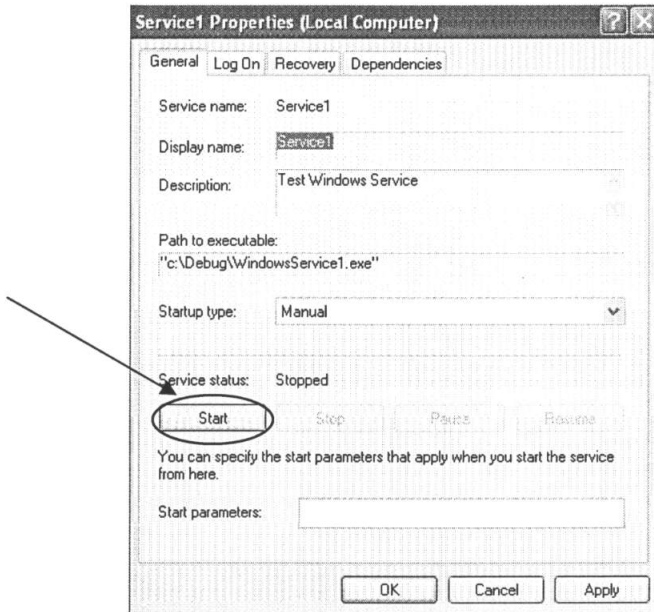 Service1 Properties (Local Computer)
General Log On Recovery Dependencies
Service name: Service1
Display name: Service1
Description: Test Windows Service
Path to executable:
"c:\Debug\WindowsService1.exe"
Startup type: Manual
Service status: Stopped
Start Stop Pause Resume
You can specify the start parameters that apply when you start the service
from here.
Start parameters:
OK Cancel Apply